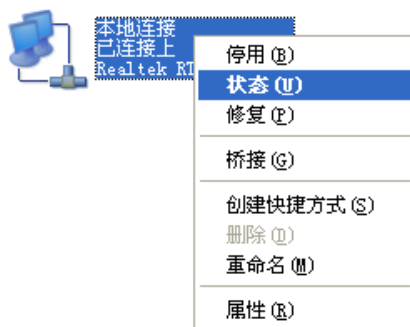 本地连接
已连接上
Realtek
停用(B)
状态(U)
修复(P)
桥接(G)
创建快捷方式(S)
删除(D)
重命名(M)
属性(R)